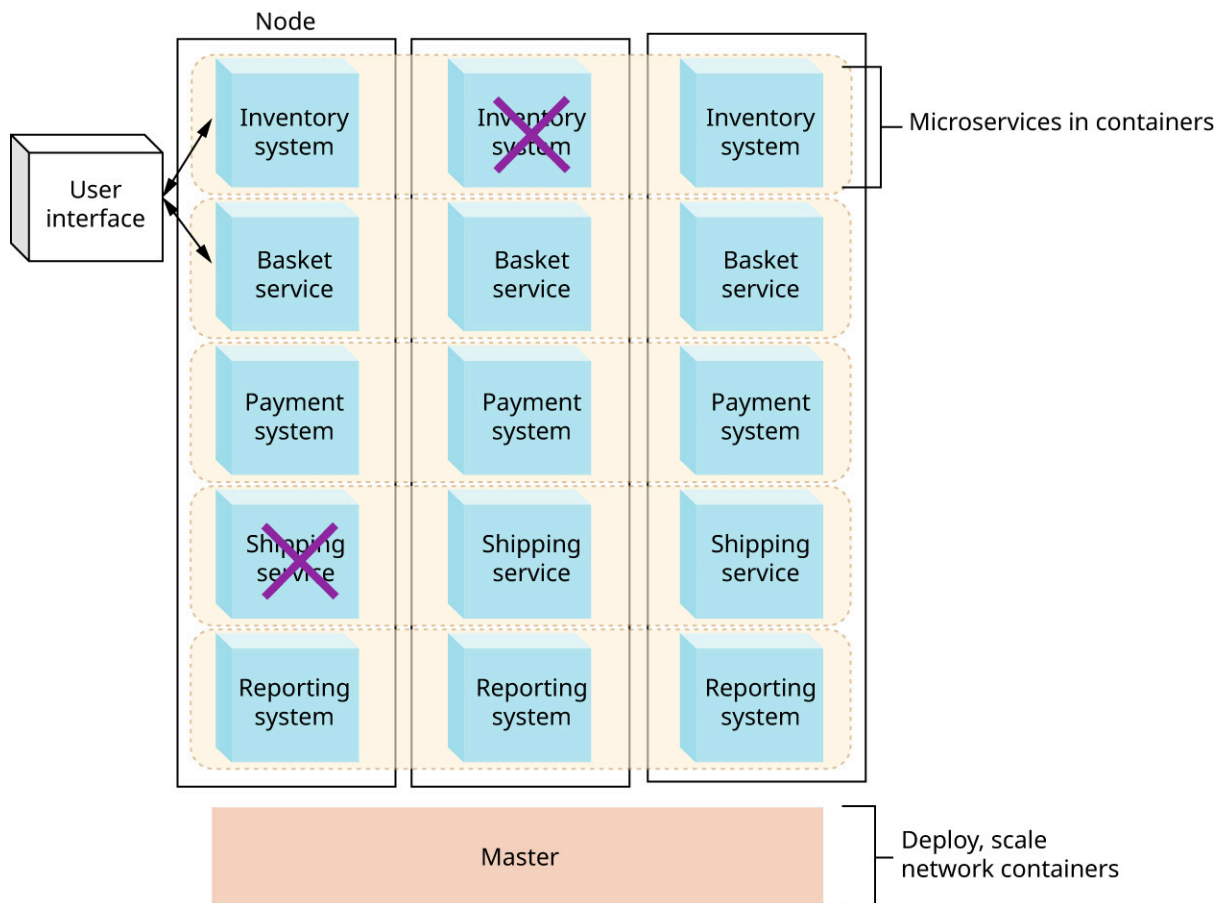 Node
Inventory
system
Inventory
system
Inventory
system
Microservices in containers
User
interface
Basket
service
Basket
service
Basket
service
Payment
system
Payment
system
Payment
system
Shipping
service
Shipping
service
Shipping
service
Reporting
system
Reporting
system
Reporting
system
Master
Deploy, scale
network containers